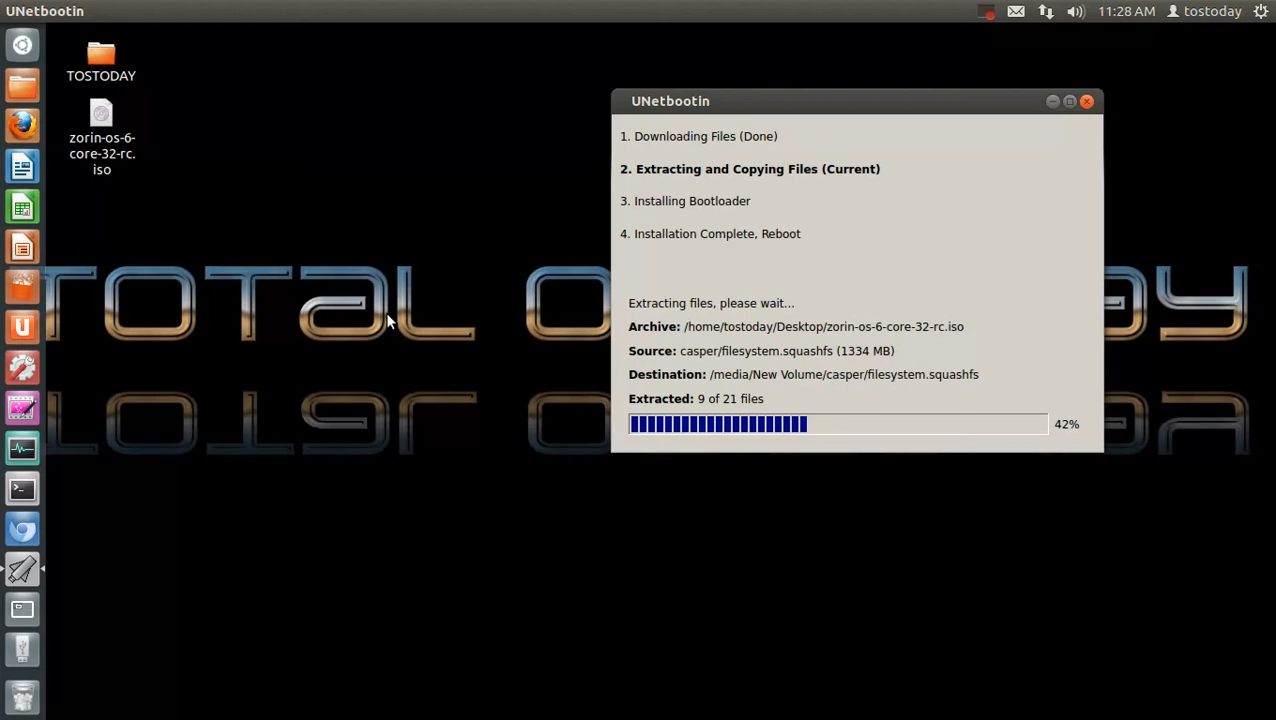 UNetbootin
11:28 AM
tostoday
TOSTODAY
zorin-os-6-
core-32-rc.
iso
UNetbootin
1. Downloading Files (Done)
2. Extracting and Copying Files (Current)
3. Installing Bootloader
4. Installation Complete, Reboot
Extracting files, please wait...
Archive: /home/tostoday/Desktop/zorin-os-6-core-32-rc.iso
Source: casper/filesystem.squashfs (1334 MB)
Destination: /media/New Volume/casper/filesystem.squashfs
Extracted: 9 of 21 files
42%
TOTaL O
ay